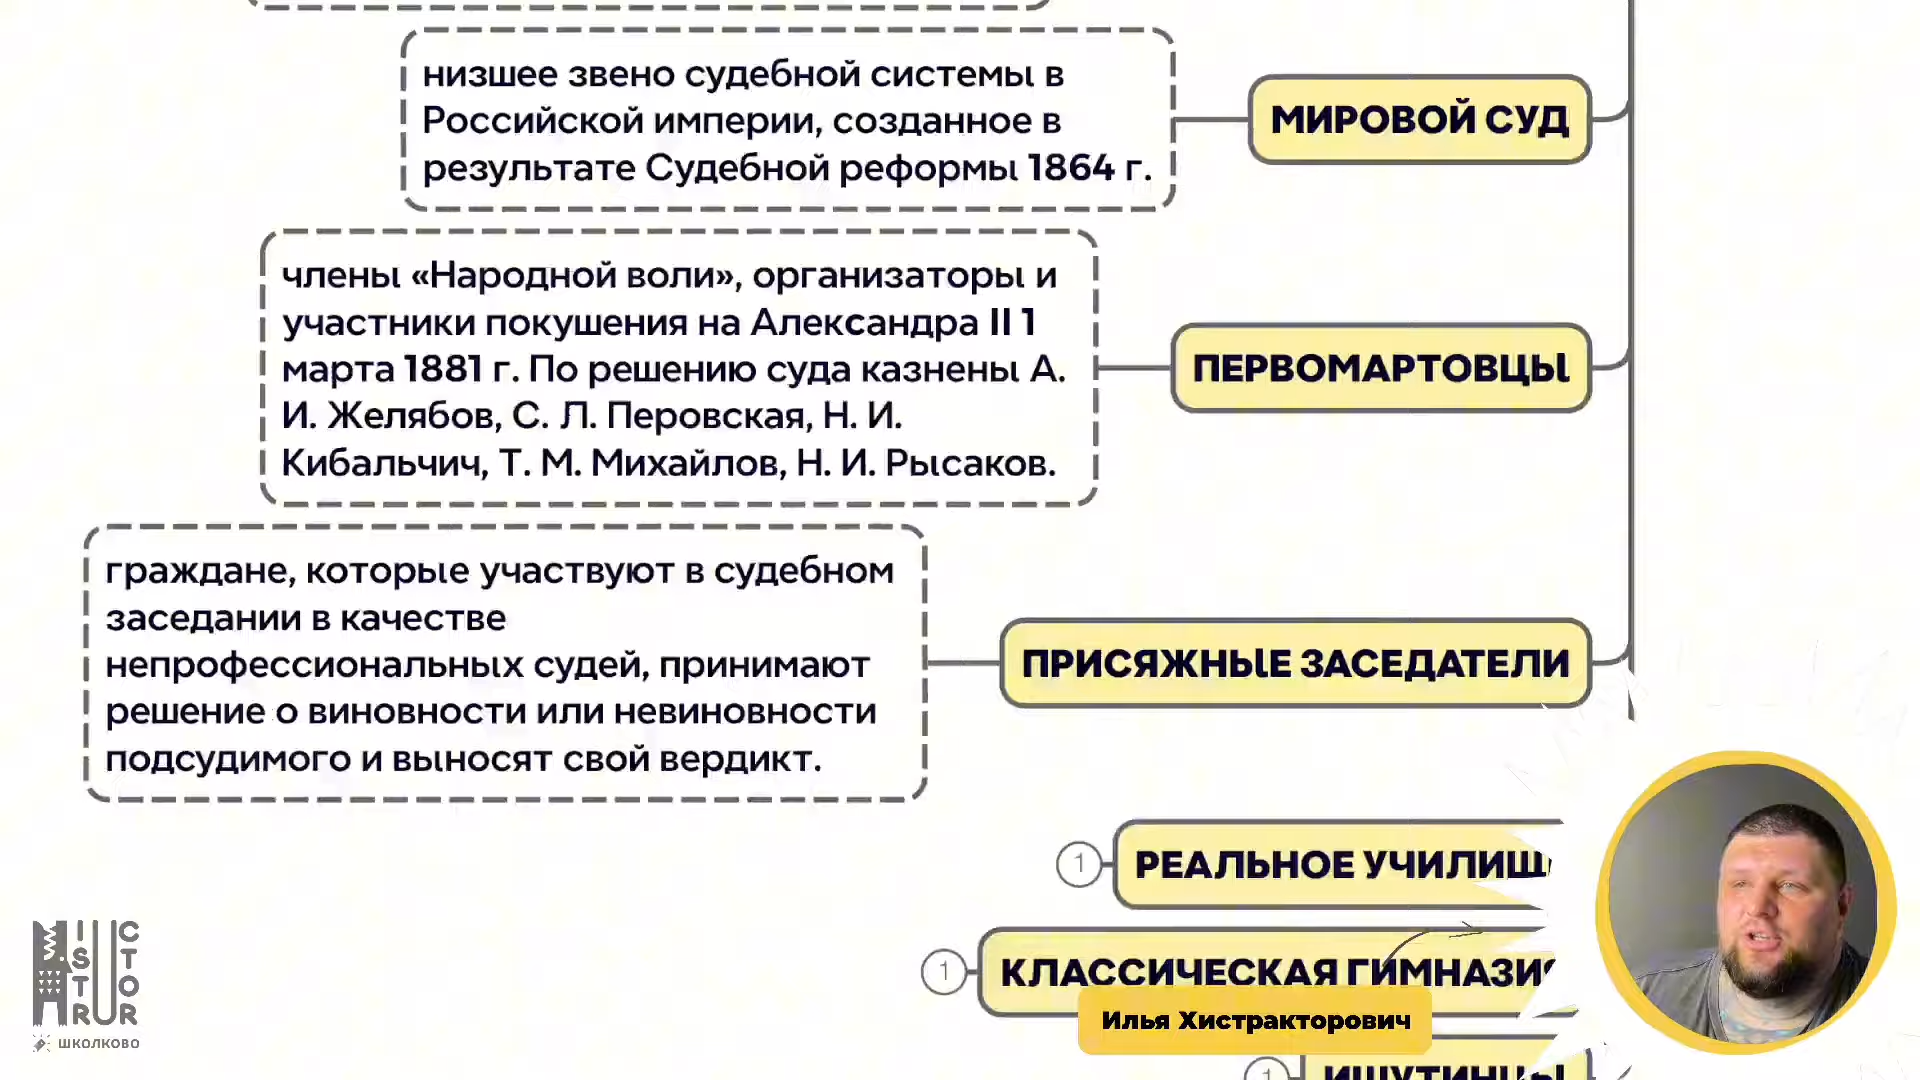 низшее звено судебной системы в
Российской империи, созданное в
результате Судебной реформы 1864 г.
МИРОВОЙ СУД
члены «Народной воли», организаторы и
участники покушения на Александра II 1
марта 1881 г. По решению суда казнены А.
И. Желябов, С. Л. Перовская, Н. И.
Кибальчич, Т. М. Михайлов, Н. И. Рысаков.
ПЕРВОМАРТОВЦЫ
граждане, которые участвуют в судебном
заседании в качестве
непрофессиональных судей, принимают
решение о виновности или невиновности
подсудимого и выносят свой вердикт.
ПРИСЯЖНЫЕ ЗАСЕДАТЕЛИ
1 РЕАЛЬНОЕ УЧИЛИЩ
1 КЛАССИЧЕСКАЯ ГИМНАЗИ
Илья Хистракторович
1 ИШУТИНЦЫ
HISTRUCTOR
ШКОЛКОВО